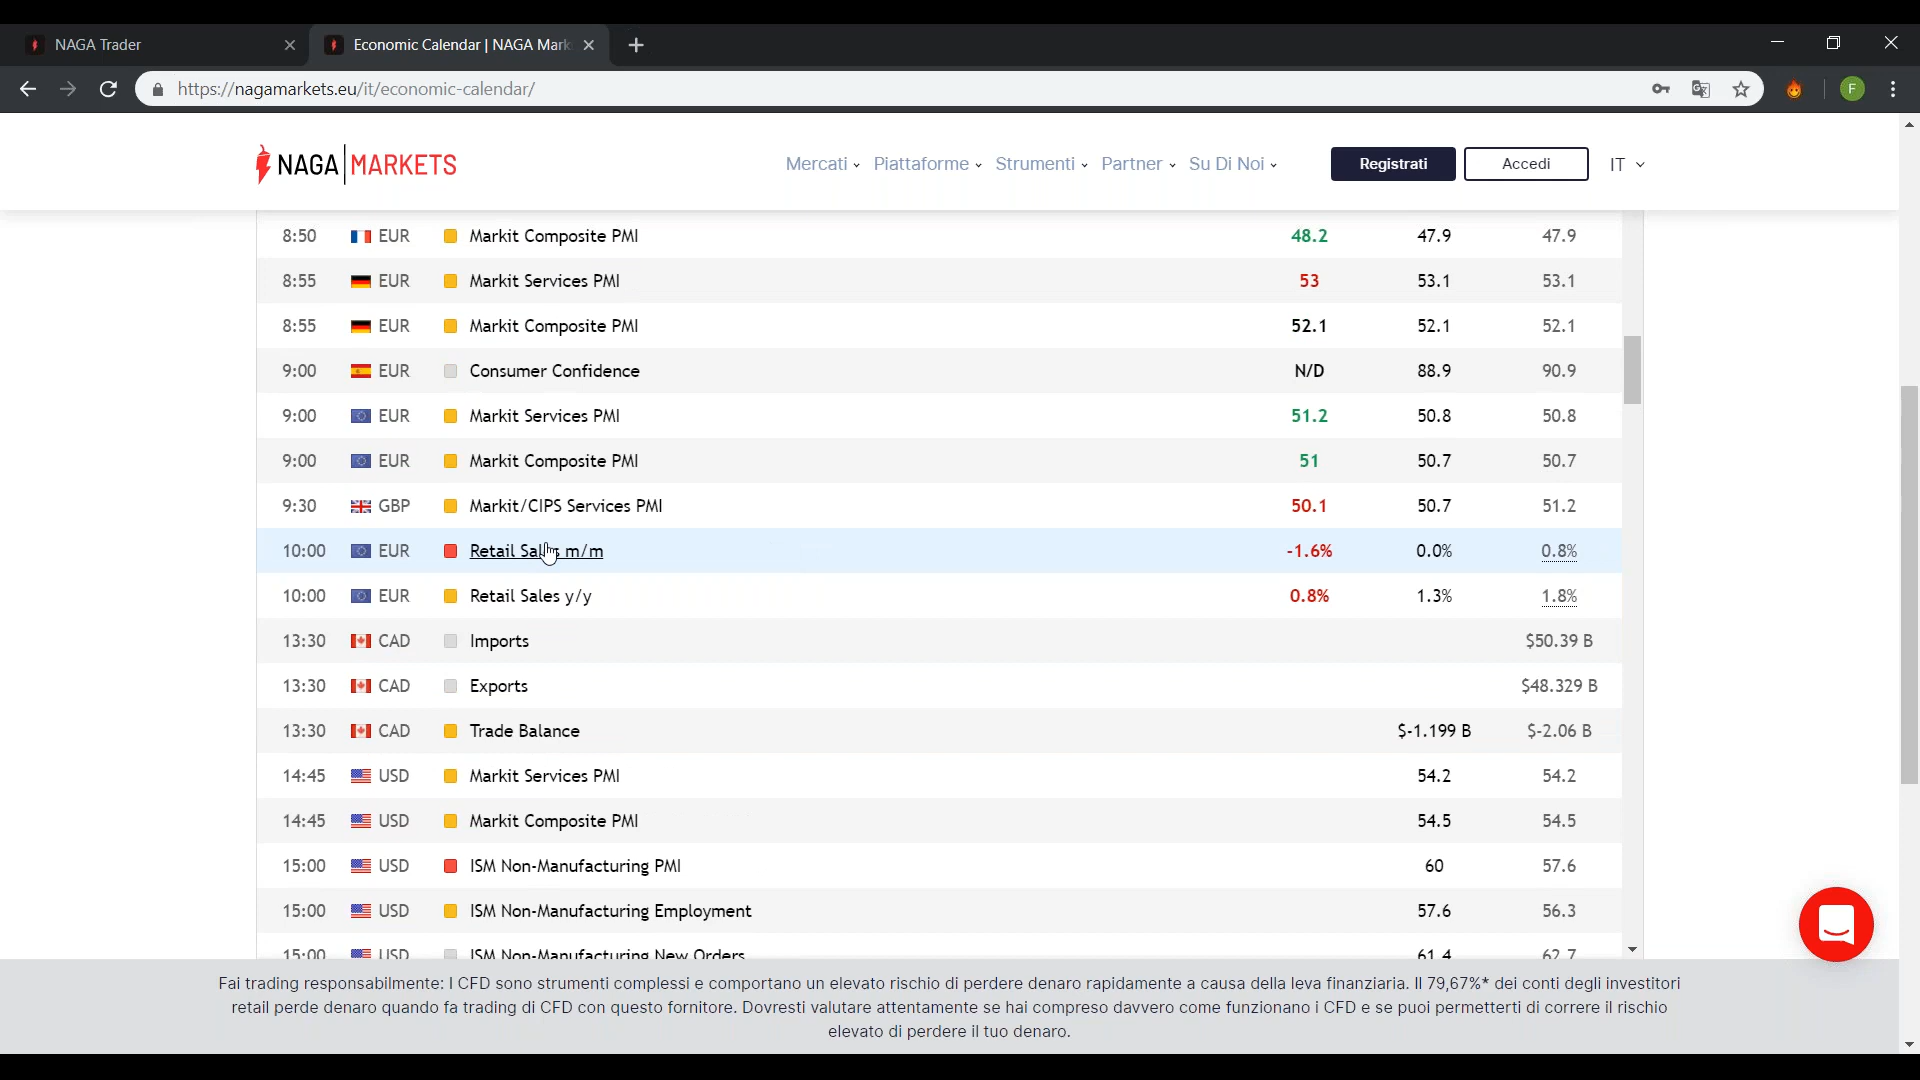 NAGA Trader
Economic Calendar | NAGA Mark
https://nagamarkets.eu/it/economic-calendar/
F
NAGA MARKETS
Mercati Piattaforme Strumenti Partner Su Di Noi Registrati Accedi IT
8:50 EUR Markit Composite PMI 48.2 47.9 47.9
8:55 EUR Markit Services PMI 53 53.1 53.1
8:55 EUR Markit Composite PMI 52.1 52.1 52.1
9:00 EUR Consumer Confidence N/D 88.9 90.9
9:00 EUR Markit Services PMI 51.2 50.8 50.8
9:00 EUR Markit Composite PMI 51 50.7 50.7
9:30 GBP Markit/CIPS Services PMI 50.1 50.7 51.2
10:00 EUR Retail Sales m/m -1.6% 0.0% 0.8%
10:00 EUR Retail Sales y/y 0.8% 1.3% 1.8%
13:30 CAD Imports $50.39 B
13:30 CAD Exports $48.329 B
13:30 CAD Trade Balance $-1.199 B $-2.06 B
14:45 USD Markit Services PMI 54.2 54.2
14:45 USD Markit Composite PMI 54.5 54.5
15:00 USD ISM Non-Manufacturing PMI 60 57.6
15:00 USD ISM Non-Manufacturing Employment 57.6 56.3
15:00 USD ISM Non-Manufacturing New Orders 61.4 62.7
Fai trading responsabilmente: I CFD sono strumenti complessi e comportano un elevato rischio di perdere denaro rapidamente a causa della leva finanziaria. Il 79,67%* dei conti degli investitori
retail perde denaro quando fa trading di CFD con questo fornitore. Dovresti valutare attentamente se hai compreso davvero come funzionano i CFD e se puoi permetterti di correre il rischio
elevato di perdere il tuo denaro.